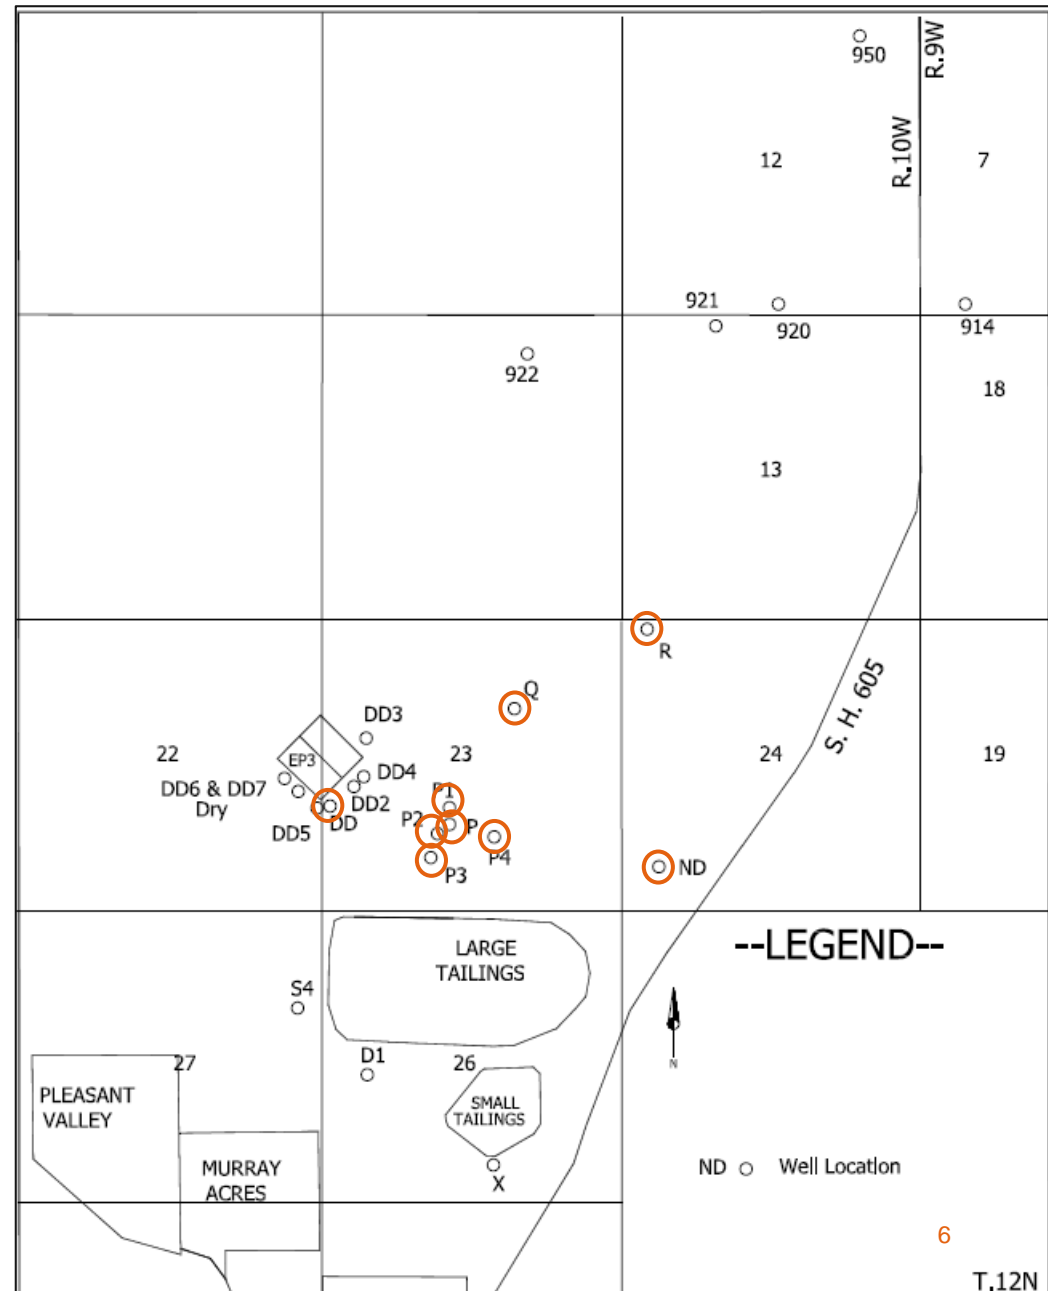 950
R.9W
R.10W
12
7
921
920
914
922
18
13
R
Q
DD3
S. H. 605
22
EP3
23
24
19
DD4
DD6 & DD7
Dry
DD2
P1
DD
P2
P
DD5
P4
P3
ND
--LEGEND--
LARGE
TAILINGS
S4
N
27
D1
26
PLEASANT
VALLEY
SMALL
TAILINGS
MURRAY
ACRES
X
ND Well Location
6
T.12N